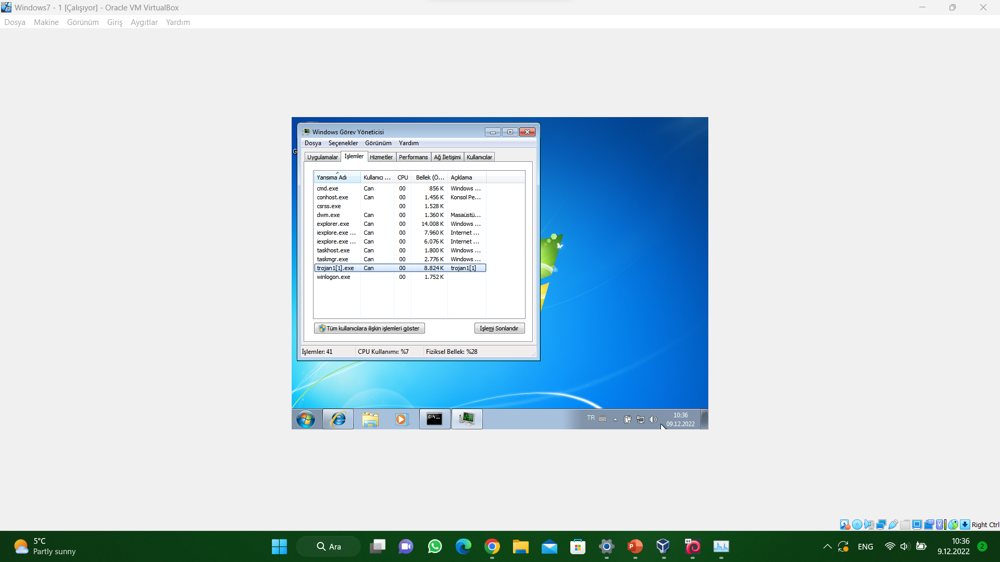 Windows7 - 1 [Çalışıyor] - Oracle VM VirtualBox
Dosya Makine Görünüm Giriş Aygıtlar Yardım
Windows Görev Yöneticisi
Dosya Seçenekler Görünüm Yardım
Uygulamalar İşlemler Hizmetler Performans Ağ İletişimi Kullanıcılar
Yansıma Adı Kullanıcı ... CPU Bellek (Ö... Açıklama
cmd.exe Can 00 856 K Windows ...
conhost.exe Can 00 1.456 K Konsol Pe...
csrss.exe 00 1.528 K
dwm.exe Can 00 1.360 K Masaüstü...
explorer.exe Can 00 14.008 K Windows ...
iexplore.exe ... Can 00 7.960 K Internet ...
iexplore.exe ... Can 00 6.076 K Internet ...
taskhost.exe Can 00 1.800 K Windows ...
taskmgr.exe Can 00 2.776 K Windows ...
trojan1[1].exe Can 00 8.824 K trojan1[1]
winlogon.exe 00 1.752 K
Tüm kullanıcılara ilişkin işlemleri göster İşlemi Sonlandır
İşlemler: 41 CPU Kullanımı: %7 Fiziksel Bellek: %28
TR 10:36
09.12.2022
Right Ctrl
5°C
Partly sunny
Ara
ENG
10:36
9.12.2022
2